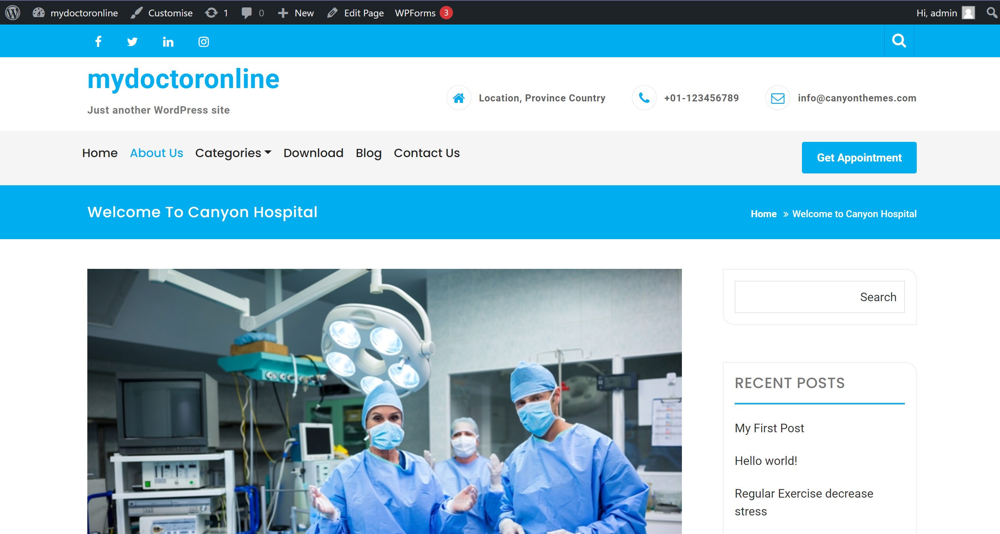 mydoctoronline Customise 1 0 New Edit Page WPForms 3 Hi, admin
mydoctoronline
Just another WordPress site
Location, Province Country +01-123456789 info@canyonthemes.com
Home About Us Categories Download Blog Contact Us Get Appointment
Welcome To Canyon Hospital
Home » Welcome to Canyon Hospital
Search
RECENT POSTS
My First Post
Hello world!
Regular Exercise decrease
stress